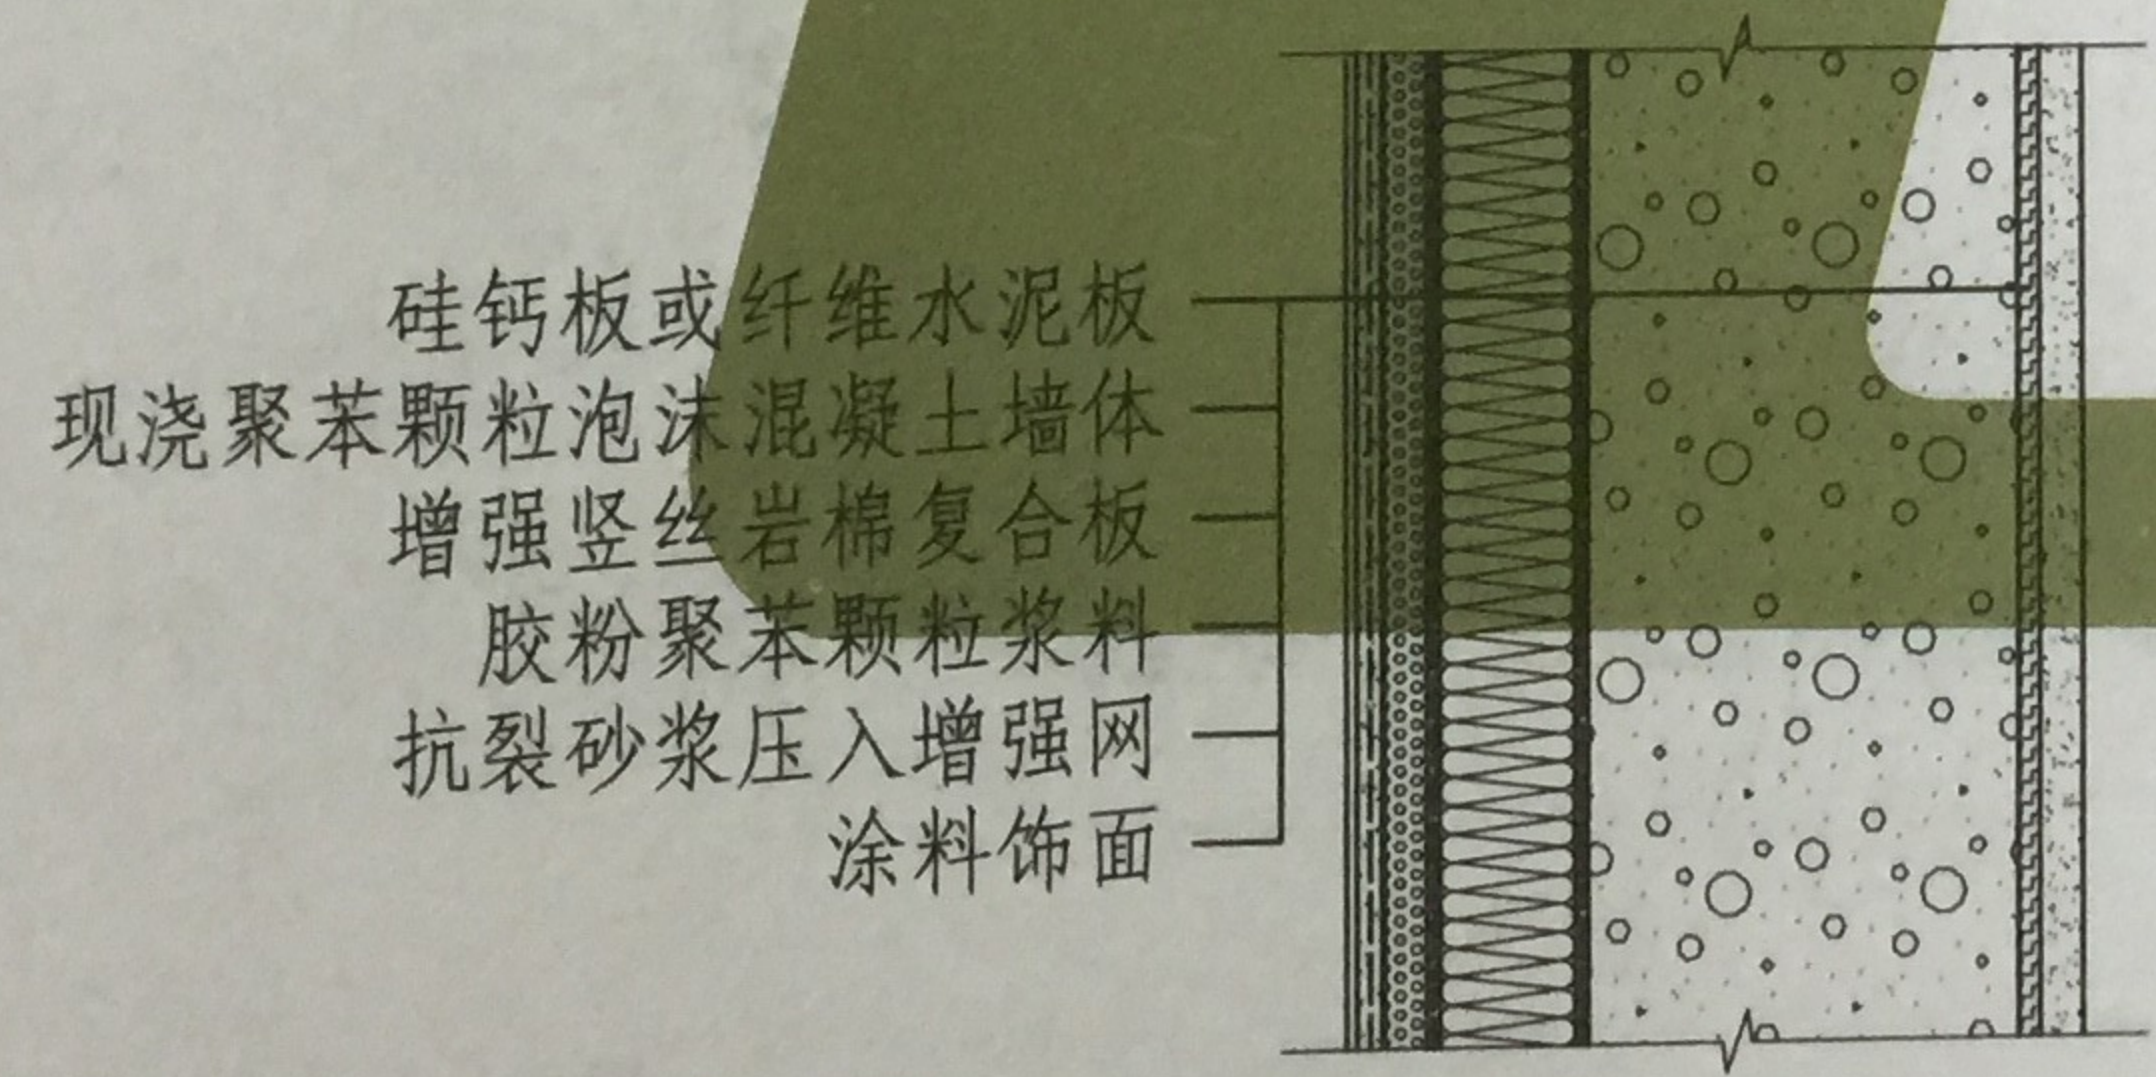 硅钙板或纤维水泥板
现浇聚苯颗粒泡沫混凝土墙体
增强竖丝岩棉复合板
胶粉聚苯颗粒浆料
抗裂砂浆压入增强网
涂料饰面